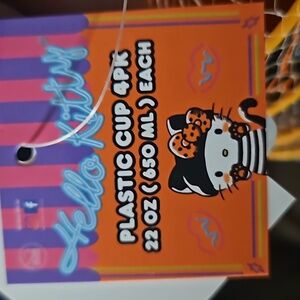 Hello Kitty
PLASTIC CUP 4PK
22 OZ ( 650 ML ) EACH